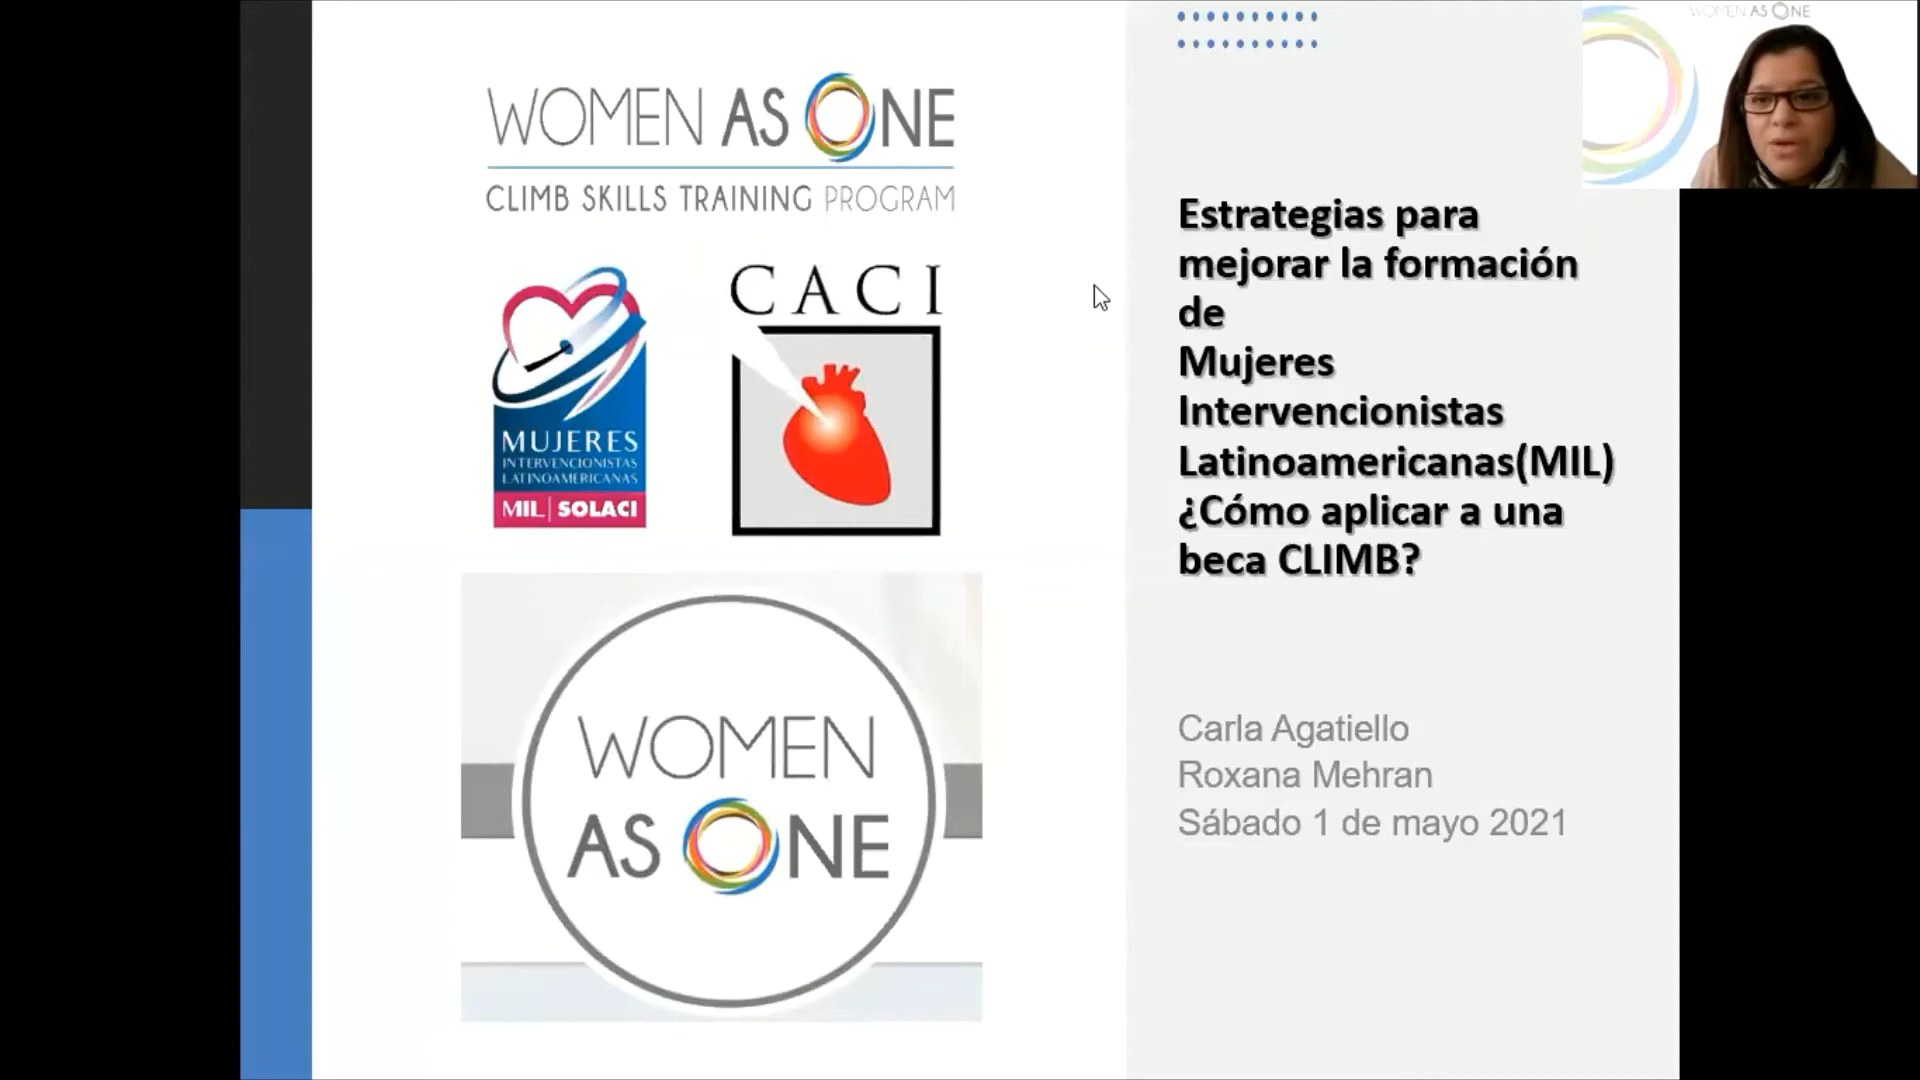 WOMEN AS ONE
CLIMB SKILLS TRAINING PROGRAM
CACI
MUJERES
INTERVENCIONISTAS
LATINOAMERICANAS
MIL | SOLACI
WOMEN
AS ONE
WOMEN AS ONE
Estrategias para
mejorar la formación
de
Mujeres
Intervencionistas
Latinoamericanas(MIL)
¿Cómo aplicar a una
beca CLIMB?
Carla Agatiello
Roxana Mehran
Sábado 1 de mayo 2021